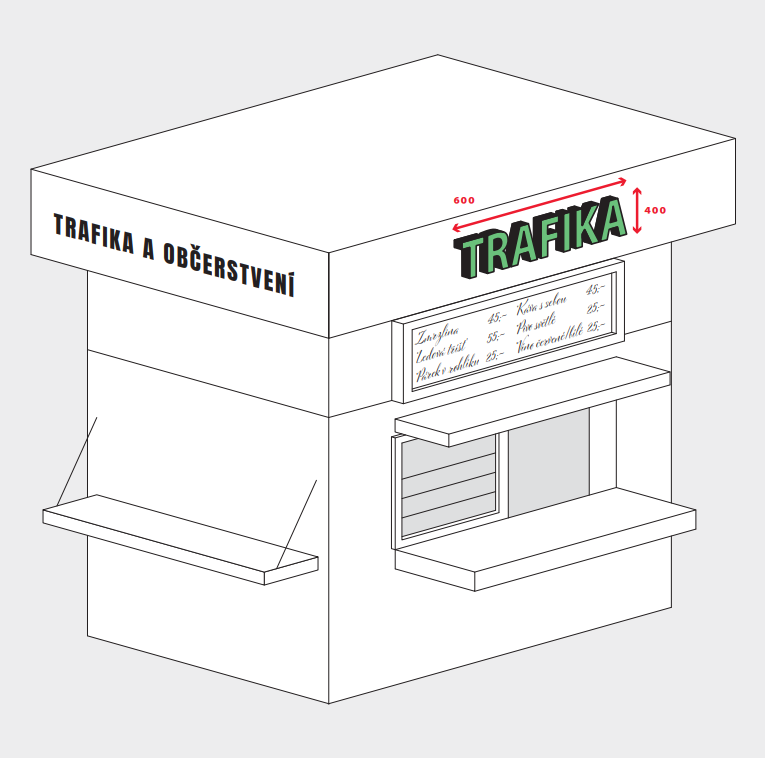 600
400
TRAFIKA
TRAFIKA A OBČERSTVENÍ
Zmrzlina 45,-
Ledová tříšť 55,-
Párek v rohlíku 25,-
Káva s sebou 45,-
Pivo světlé 25,-
Víno červené/bílé 25,-